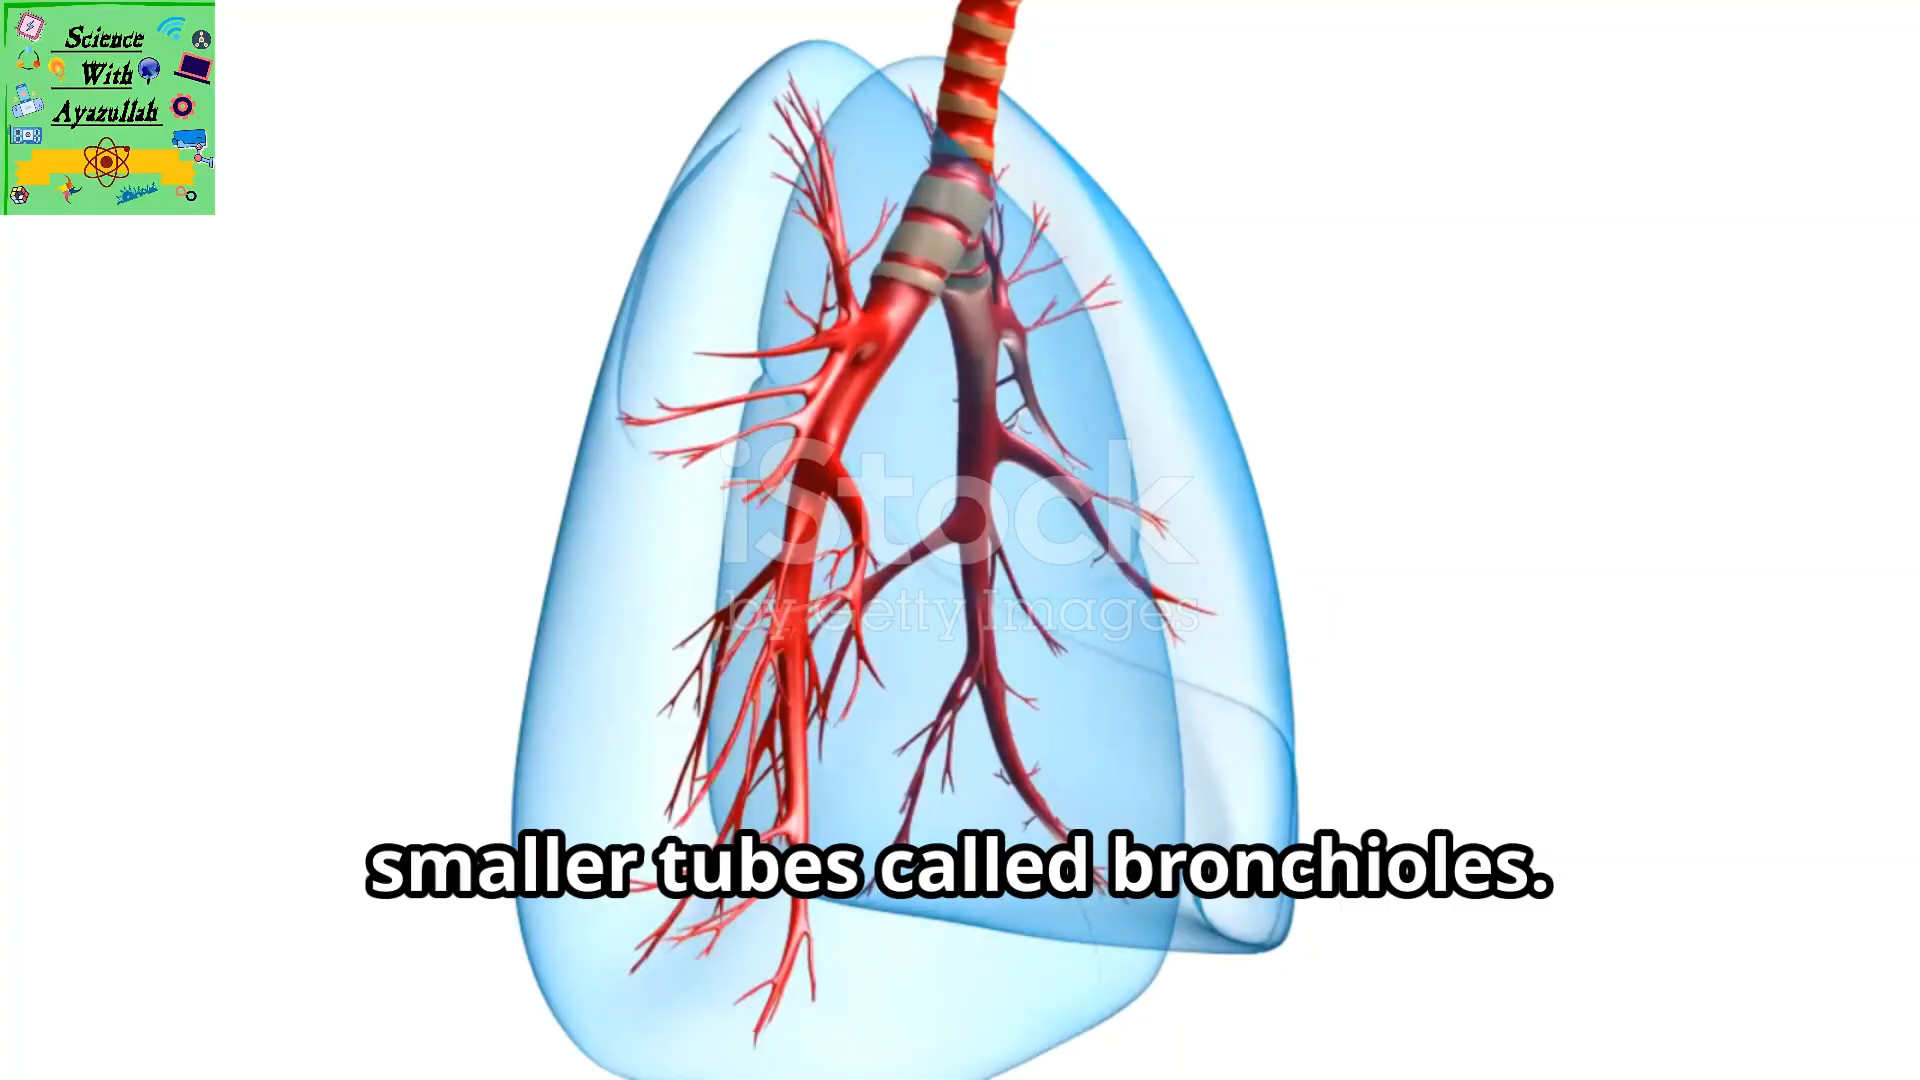 Science
With
Ayazullah
iStock
by Getty Images
smaller tubes called bronchioles.